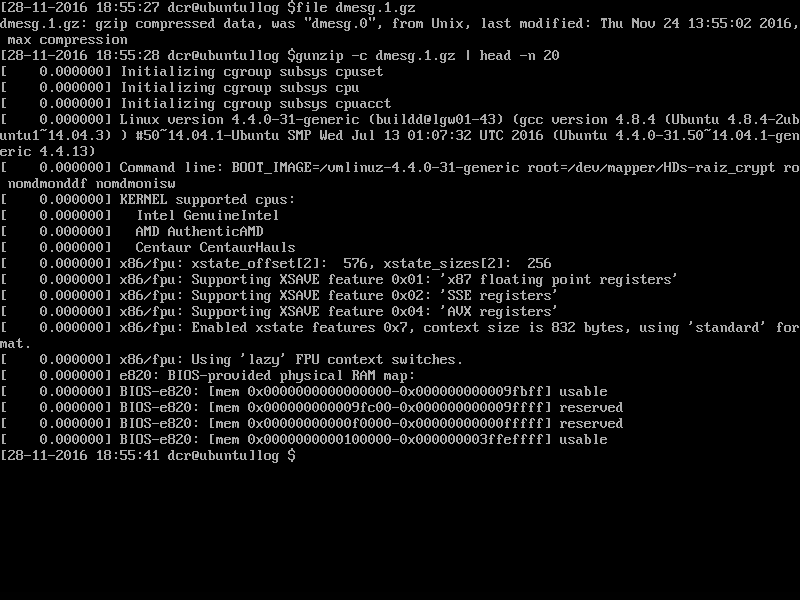 [28-11-2016 18:55:27 dcr@ubuntu]log $file dmesg.1.gz
dmesg.1.gz: gzip compressed data, was "dmesg.0", from Unix, last modified: Thu Nov 24 13:55:02 2016,
 max compression
[28-11-2016 18:55:28 dcr@ubuntu]log $gunzip -c dmesg.1.gz | head -n 20
[    0.000000] Initializing cgroup subsys cpuset
[    0.000000] Initializing cgroup subsys cpu
[    0.000000] Initializing cgroup subsys cpuacct
[    0.000000] Linux version 4.4.0-31-generic (buildd@lgw01-43) (gcc version 4.8.4 (Ubuntu 4.8.4-2ub
untu1~14.04.3) ) #50~14.04.1-Ubuntu SMP Wed Jul 13 01:07:32 UTC 2016 (Ubuntu 4.4.0-31.50~14.04.1-gen
eric 4.4.13)
[    0.000000] Command line: BOOT_IMAGE=/vmlinuz-4.4.0-31-generic root=/dev/mapper/HDs-raiz_crypt ro
 nomdmonddf nomdmonisw
[    0.000000] KERNEL supported cpus:
[    0.000000]   Intel GenuineIntel
[    0.000000]   AMD AuthenticAMD
[    0.000000]   Centaur CentaurHauls
[    0.000000] x86/fpu: xstate_offset[2]:  576, xstate_sizes[2]:  256
[    0.000000] x86/fpu: Supporting XSAVE feature 0x01: 'x87 floating point registers'
[    0.000000] x86/fpu: Supporting XSAVE feature 0x02: 'SSE registers'
[    0.000000] x86/fpu: Supporting XSAVE feature 0x04: 'AVX registers'
[    0.000000] x86/fpu: Enabled xstate features 0x7, context size is 832 bytes, using 'standard' for
mat.
[    0.000000] x86/fpu: Using 'lazy' FPU context switches.
[    0.000000] e820: BIOS-provided physical RAM map:
[    0.000000] BIOS-e820: [mem 0x0000000000000000-0x000000000009fbff] usable
[    0.000000] BIOS-e820: [mem 0x000000000009fc00-0x000000000009ffff] reserved
[    0.000000] BIOS-e820: [mem 0x00000000000f0000-0x00000000000fffff] reserved
[    0.000000] BIOS-e820: [mem 0x0000000000100000-0x000000003ffeffff] usable
[28-11-2016 18:55:41 dcr@ubuntu]log $